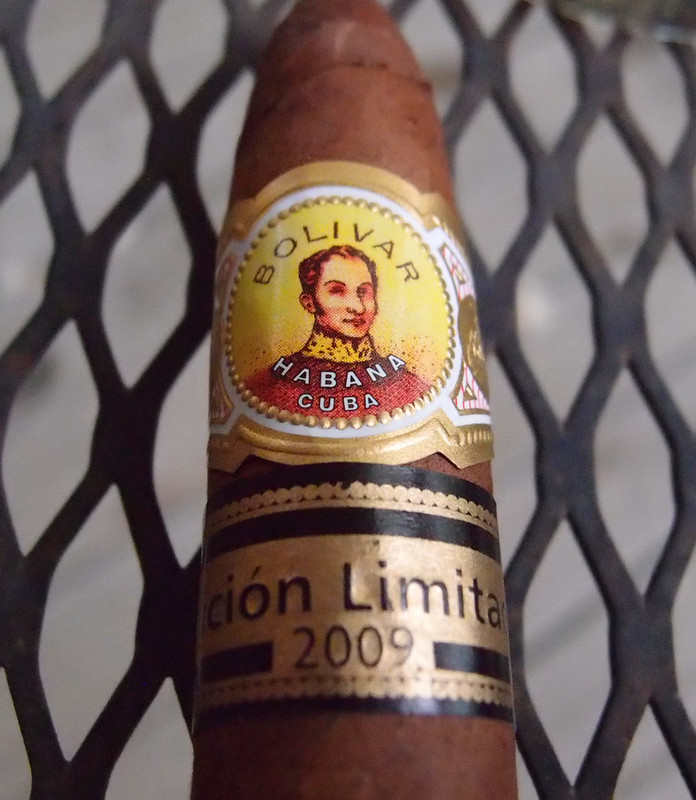 BOLIVAR
HABANA
CUBA
ción Limita
2009